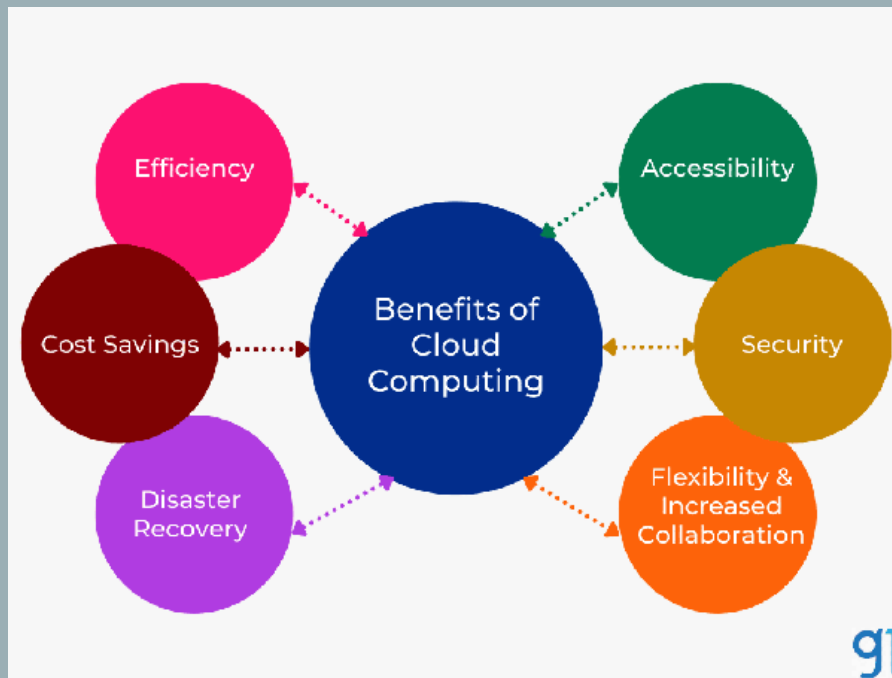 Efficiency
Accessibility
Benefits of
Cloud
Computing
Cost Savings
Security
Disaster
Recovery
Flexibility &
Increased
Collaboration